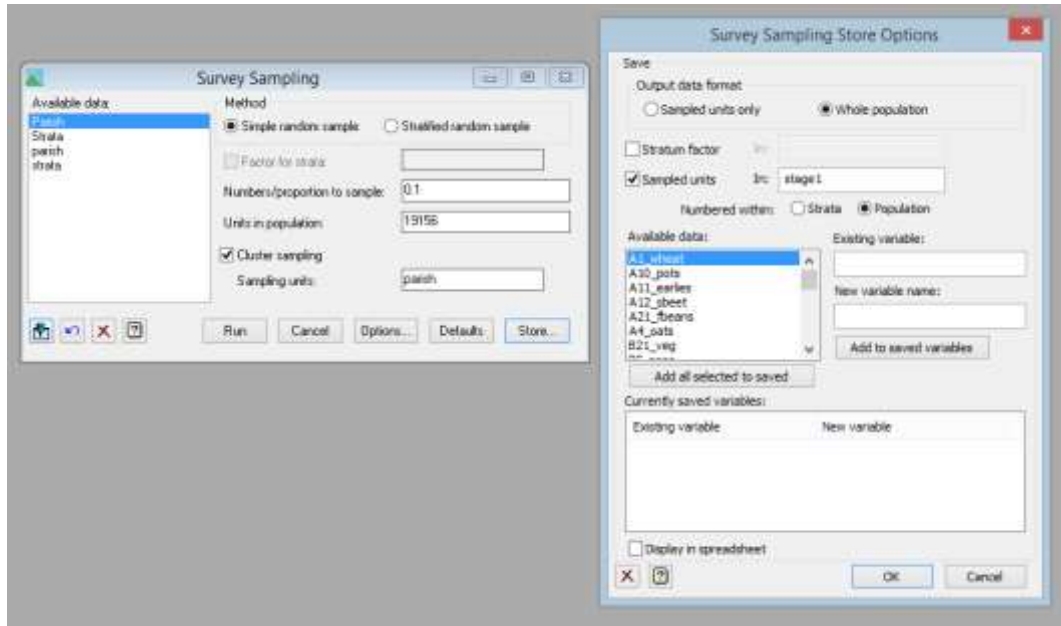 Survey Sampling
Available data:
Parish
Strata
parish
strata
Method
Simple random sample
Stratified random sample
Factor for strata:
Numbers/proportion to sample: 0.1
Units in population: 19156
Cluster sampling
Sampling units: parish
Run Cancel Options... Defaults Store...
Survey Sampling Store Options
Save
Output data format
Sampled units only Whole population
Stratum factor In:
Sampled units In: stage1
Numbered within: Strata Population
Available data:
A1_wheat
A10_pots
A11_earlies
A12_sbeet
A21_fbeans
A4_oats
B21_veg
Existing variable:
New variable name:
Add to saved variables
Add all selected to saved
Currently saved variables:
Existing variable New variable
Display in spreadsheet
OK Cancel